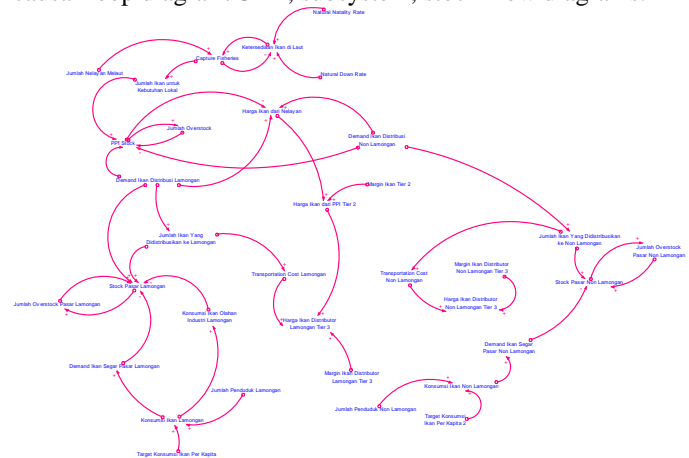 Natural Natality Rate
Ketersediaan Ikan di Laut
Capture Fisheries
Jumlah Nelayan Melaut
Natural Down Rate
Jumlah Ikan untuk
Kebutuhan Lokal
Harga Ikan dari Nelayan
Jumlah Overstock
Demand Ikan Distribusi
Non Lamongan
PPI Stock
Demand Ikan Distribusi Lamongan
Margin Ikan Tier 2
Harga Ikan dari PPI Tier 2
Jumlah Ikan Yang
Didistribusikan ke Lamongan
Jumlah Ikan Yang Didistribusikan
ke Non Lamongan
Jumlah Overstock
Pasar Non Lamongan
Transportation Cost Lamongan
Transportation Cost
Non Lamongan
Margin Ikan Distributor
Non Lamongan Tier 3
Stock Pasar Non Lamongan
Stock Pasar Lamongan
Jumlah Overstock Pasar Lamongan
Harga Ikan Distributor
Non Lamongan Tier 3
Konsumsi Ikan Olahan
Industri Lamongan
Harga Ikan Distributor
Lamongan Tier 3
Demand Ikan Segar
Pasar Non Lamongan
Demand Ikan Segar Pasar Lamongan
Margin Ikan Distributor
Lamongan Tier 3
Konsumsi Ikan Non Lamongan
Jumlah Penduduk Lamongan
Jumlah Penduduk Non Lamongan
Konsumsi Ikan Lamongan
Target Konsumsi
Ikan Per Kapita 2
Target Konsumsi Ikan Per Kapita